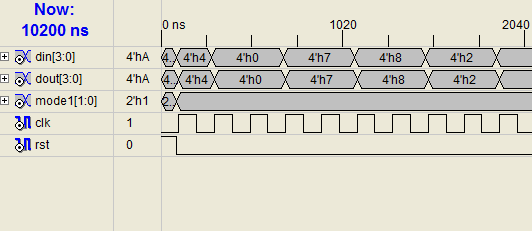 Now:
10200 ns
0 ns 1020 2040
din[3:0] 4'hA 4... 4'h4 4'h0 4'h7 4'h8 4'h2
dout[3:0] 4'hA 4... 4'h4 4'h0 4'h7 4'h8 4'h2
mode1[1:0] 2'h1 2...
clk 1
rst 0